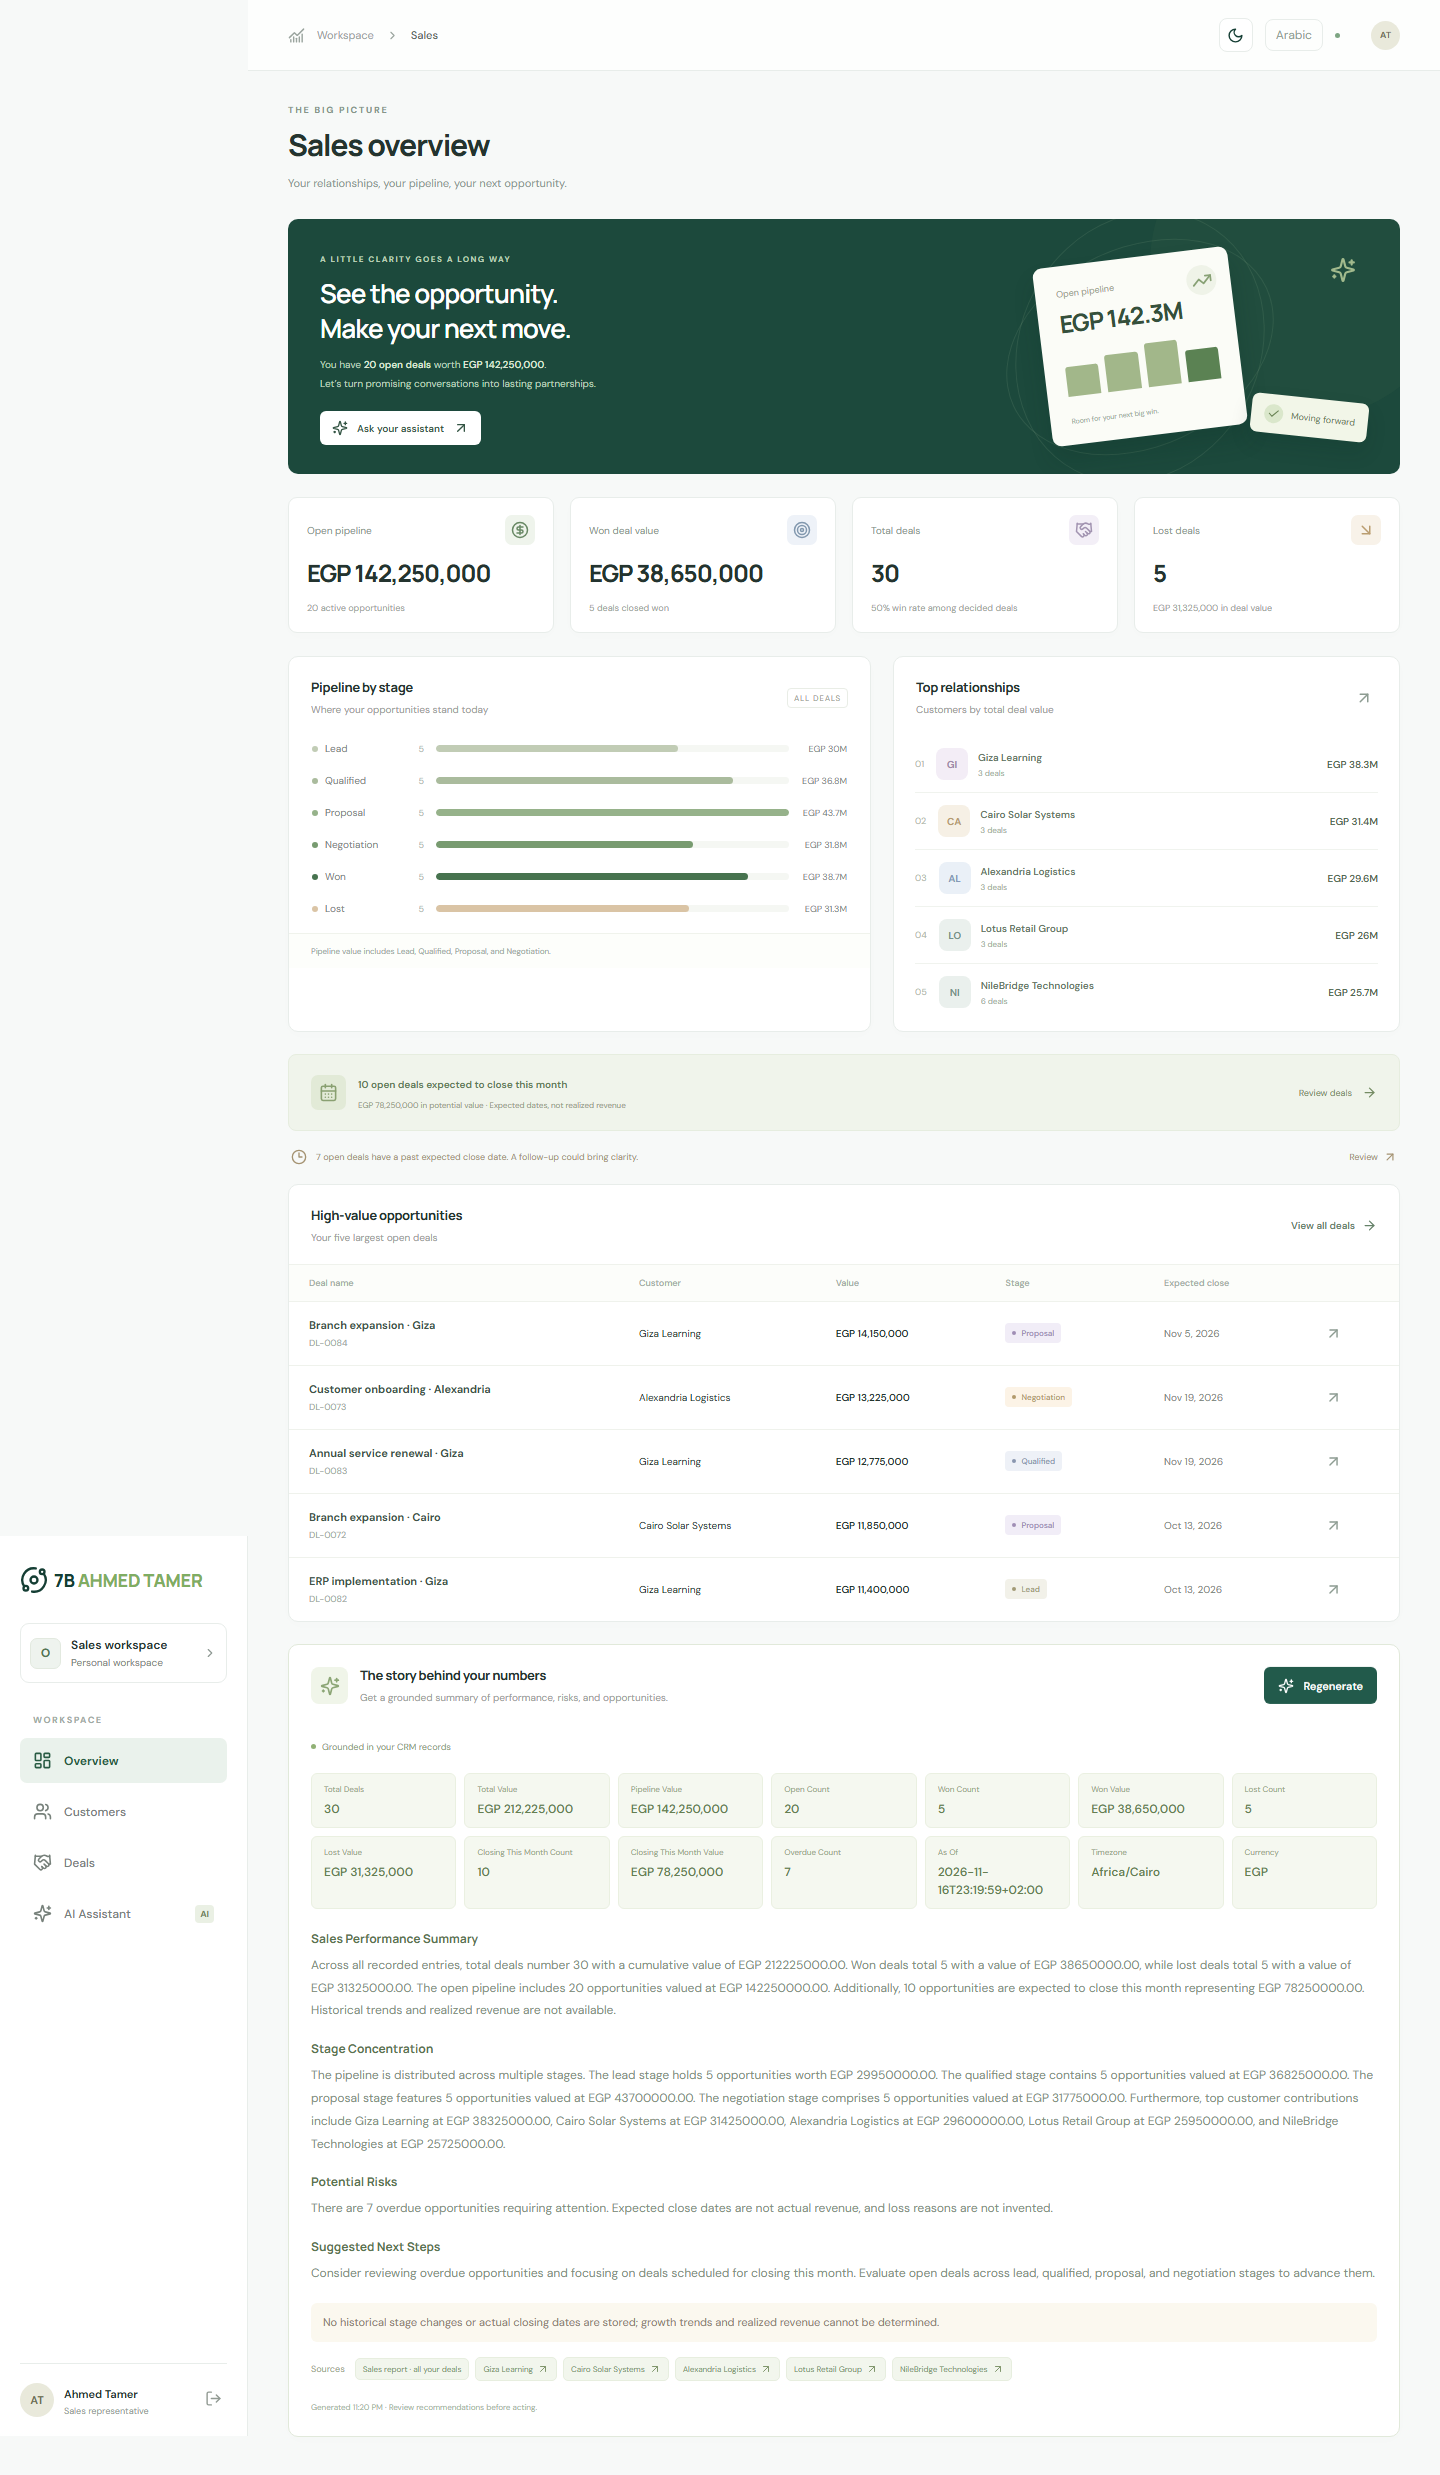 Workspace > Sales
Arabic
AT
THE BIG PICTURE
Sales overview
Your relationships, your pipeline, your next opportunity.
A LITTLE CLARITY GOES A LONG WAY
See the opportunity.
Make your next move.
You have 20 open deals worth EGP 142,250,000.
Let's turn promising conversations into lasting partnerships.
Ask your assistant
Open pipeline
EGP 142.3M
Room for your next big win.
Moving forward
Open pipeline
EGP 142,250,000
20 active opportunities
Won deal value
EGP 38,650,000
5 deals closed won
Total deals
30
50% win rate among decided deals
Lost deals
5
EGP 31,325,000 in deal value
Pipeline by stage
Where your opportunities stand today
ALL DEALS
Lead 5 EGP 30M
Qualified 5 EGP 36.8M
Proposal 5 EGP 43.7M
Negotiation 5 EGP 31.8M
Won 5 EGP 38.7M
Lost 5 EGP 31.3M
Pipeline value includes Lead, Qualified, Proposal, and Negotiation.
Top relationships
Customers by total deal value
01 GI Giza Learning EGP 38.3M
3 deals
02 CA Cairo Solar Systems EGP 31.4M
3 deals
03 AL Alexandria Logistics EGP 29.6M
3 deals
04 LO Lotus Retail Group EGP 26M
3 deals
05 NI NileBridge Technologies EGP 25.7M
6 deals
10 open deals expected to close this month
EGP 78,250,000 in potential value · Expected dates, not realized revenue
Review deals
7 open deals have a past expected close date. A follow-up could bring clarity.
Review
High-value opportunities
Your five largest open deals
View all deals
Deal name Customer Value Stage Expected close
Branch expansion · Giza
DL-0084
Giza Learning EGP 14,150,000 Proposal Nov 5, 2026
Customer onboarding · Alexandria
DL-0073
Alexandria Logistics EGP 13,225,000 Negotiation Nov 19, 2026
Annual service renewal · Giza
DL-0083
Giza Learning EGP 12,775,000 Qualified Nov 19, 2026
Branch expansion · Cairo
DL-0072
Cairo Solar Systems EGP 11,850,000 Proposal Oct 13, 2026
ERP implementation · Giza
DL-0082
Giza Learning EGP 11,400,000 Lead Oct 13, 2026
7B AHMED TAMER
O
Sales workspace
Personal workspace
WORKSPACE
Overview
Customers
Deals
AI Assistant AI
AT
Ahmed Tamer
Sales representative
The story behind your numbers
Get a grounded summary of performance, risks, and opportunities.
Regenerate
Grounded in your CRM records
Total Deals
30
Total Value
EGP 212,225,000
Pipeline Value
EGP 142,250,000
Open Count
20
Won Count
5
Won Value
EGP 38,650,000
Lost Count
5
Lost Value
EGP 31,325,000
Closing This Month Count
10
Closing This Month Value
EGP 78,250,000
Overdue Count
7
As Of
2026-11-
16T23:19:59+02:00
Timezone
Africa/Cairo
Currency
EGP
Sales Performance Summary
Across all recorded entries, total deals number 30 with a cumulative value of EGP 212225000.00. Won deals total 5 with a value of EGP 38650000.00, while lost deals total 5 with a value of
EGP 31325000.00. The open pipeline includes 20 opportunities valued at EGP 142250000.00. Additionally, 10 opportunities are expected to close this month representing EGP 78250000.00.
Historical trends and realized revenue are not available.
Stage Concentration
The pipeline is distributed across multiple stages. The lead stage holds 5 opportunities worth EGP 29950000.00. The qualified stage contains 5 opportunities valued at EGP 36825000.00. The
proposal stage features 5 opportunities valued at EGP 43700000.00. The negotiation stage comprises 5 opportunities valued at EGP 31775000.00. Furthermore, top customer contributions
include Giza Learning at EGP 38325000.00, Cairo Solar Systems at EGP 31425000.00, Alexandria Logistics at EGP 29600000.00, Lotus Retail Group at EGP 25950000.00, and NileBridge
Technologies at EGP 25725000.00.
Potential Risks
There are 7 overdue opportunities requiring attention. Expected close dates are not actual revenue, and loss reasons are not invented.
Suggested Next Steps
Consider reviewing overdue opportunities and focusing on deals scheduled for closing this month. Evaluate open deals across lead, qualified, proposal, and negotiation stages to advance them.
No historical stage changes or actual closing dates are stored; growth trends and realized revenue cannot be determined.
Sources Sales report · all your deals Giza Learning Cairo Solar Systems Alexandria Logistics Lotus Retail Group NileBridge Technologies
Generated 11:20 PM · Review recommendations before acting.